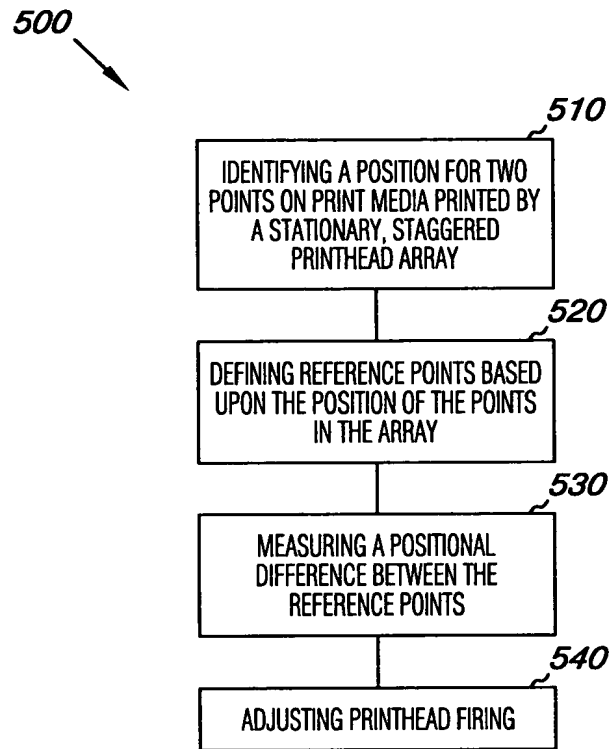 500
510
IDENTIFYING A POSITION FOR TWO
POINTS ON PRINT MEDIA PRINTED BY
A STATIONARY, STAGGERED
PRINTHEAD ARRAY
520
DEFINING REFERENCE POINTS BASED
UPON THE POSITION OF THE POINTS
IN THE ARRAY
530
MEASURING A POSITIONAL
DIFFERENCE BETWEEN THE
REFERENCE POINTS
540
ADJUSTING PRINTHEAD FIRING